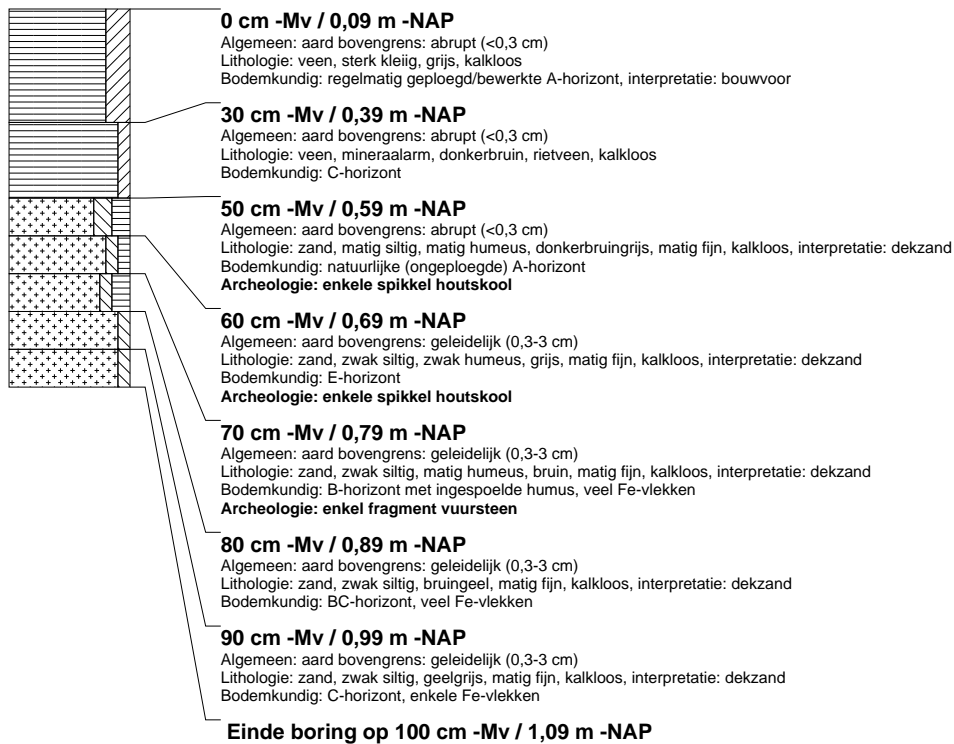 0 cm -Mv / 0,09 m -NAP
Algemeen: aard bovengrens: abrupt (<0,3 cm)
Lithologie: veen, sterk kleiig, grijs, kalkloos
Bodemkundig: regelmatig geploegd/bewerkte A-horizont, interpretatie: bouwvoor
30 cm -Mv / 0,39 m -NAP
Algemeen: aard bovengrens: abrupt (<0,3 cm)
Lithologie: veen, mineraalarm, donkerbruin, rietveen, kalkloos
Bodemkundig: C-horizont
50 cm -Mv / 0,59 m -NAP
Algemeen: aard bovengrens: abrupt (<0,3 cm)
Lithologie: zand, matig siltig, matig humeus, donkerbruingrijs, matig fijn, kalkloos, interpretatie: dekzand
Bodemkundig: natuurlijke (ongeploegde) A-horizont
Archeologie: enkele spikkel houtskool
60 cm -Mv / 0,69 m -NAP
Algemeen: aard bovengrens: geleidelijk (0,3-3 cm)
Lithologie: zand, zwak siltig, zwak humeus, grijs, matig fijn, kalkloos, interpretatie: dekzand
Bodemkundig: E-horizont
Archeologie: enkele spikkel houtskool
70 cm -Mv / 0,79 m -NAP
Algemeen: aard bovengrens: geleidelijk (0,3-3 cm)
Lithologie: zand, zwak siltig, matig humeus, bruin, matig fijn, kalkloos, interpretatie: dekzand
Bodemkundig: B-horizont met ingespoelde humus, veel Fe-vlekken
Archeologie: enkel fragment vuursteen
80 cm -Mv / 0,89 m -NAP
Algemeen: aard bovengrens: geleidelijk (0,3-3 cm)
Lithologie: zand, zwak siltig, bruingeel, matig fijn, kalkloos, interpretatie: dekzand
Bodemkundig: BC-horizont, veel Fe-vlekken
90 cm -Mv / 0,99 m -NAP
Algemeen: aard bovengrens: geleidelijk (0,3-3 cm)
Lithologie: zand, zwak siltig, geelgrijs, matig fijn, kalkloos, interpretatie: dekzand
Bodemkundig: C-horizont, enkele Fe-vlekken
Einde boring op 100 cm -Mv / 1,09 m -NAP